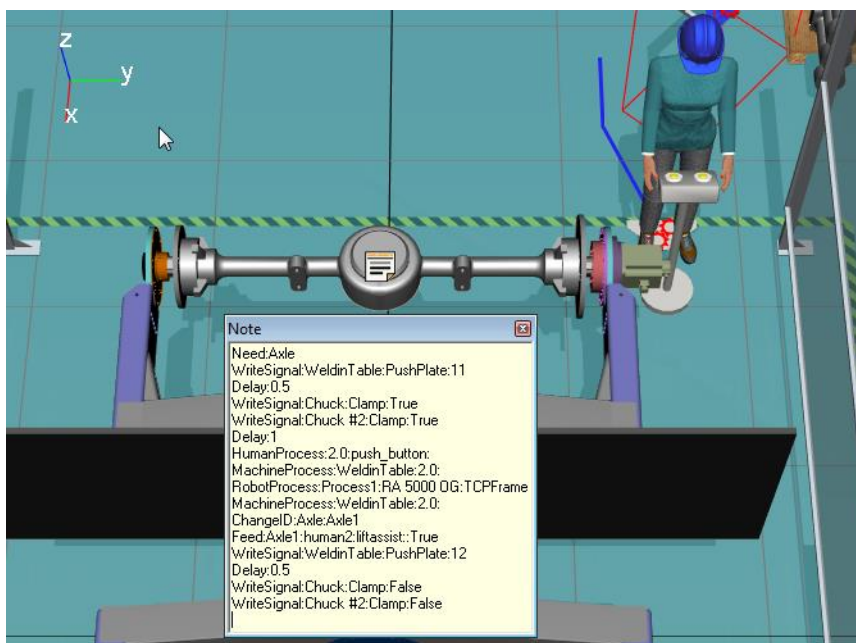 z
y
x
Note
Need:Axle
WriteSignal:WeldinTable:PushPlate:11
Delay:0.5
WriteSignal:Chuck:Clamp:True
WriteSignal:Chuck #2:Clamp:True
Delay:1
HumanProcess:2.0:push_button:
MachineProcess:WeldinTable:2.0:
RobotProcess:Process1:RA 5000 OG:TCPFrame
MachineProcess:WeldinTable:2.0:
ChangeID:Axle:Axle1
Feed:Axle1:human2:liftassist::True
WriteSignal:WeldinTable:PushPlate:12
Delay:0.5
WriteSignal:Chuck:Clamp:False
WriteSignal:Chuck #2:Clamp:False